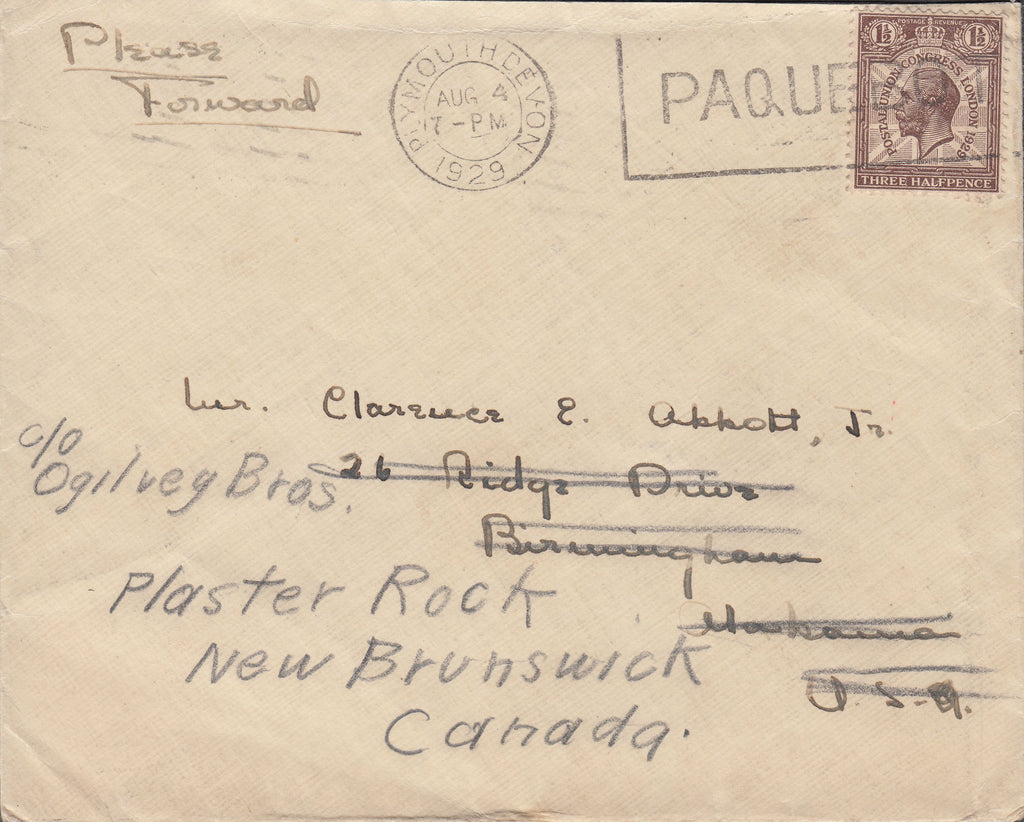 Please
Forward
PLYMOUTH DEVON
AUG 4
7-PM
1929
PAQUE
1½ POSTAGE REVENUE 1½
POSTAL UNION CONGRESS LONDON 1929
THREE HALFPENCE
Mr. Clarence E. Abbott, Jr.
26 Ridge Drive
Birmingham
Alabama
U.S.A.
c/o
Ogilvey Bros.
Plaster Rock
New Brunswick
Canada.